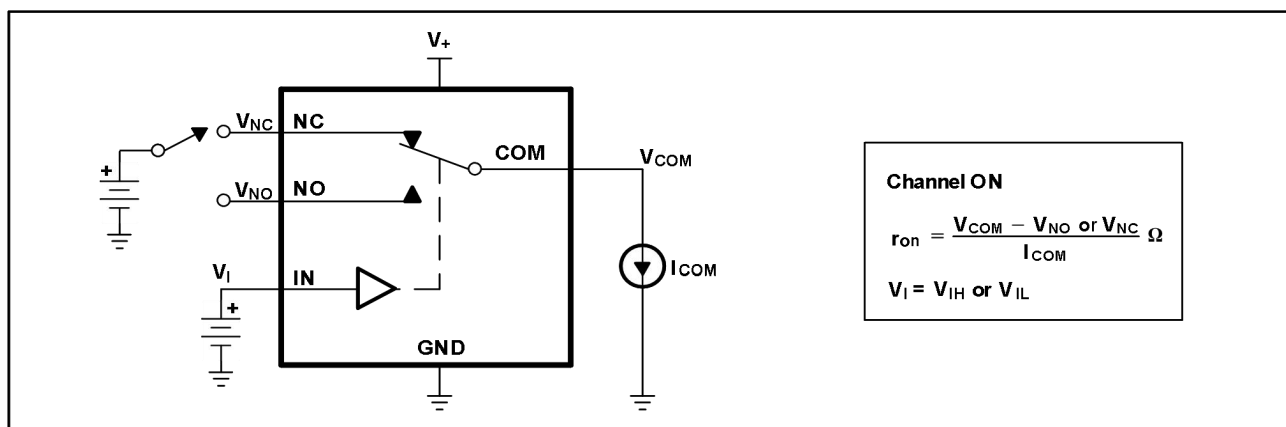 V+
VNC NC
COM
VCOM
VNO NO
ICOM
VI IN
+
+
GND
Channel ON
ron = VCOM − VNO or VNC / ICOM Ω
VI = VIH or VIL